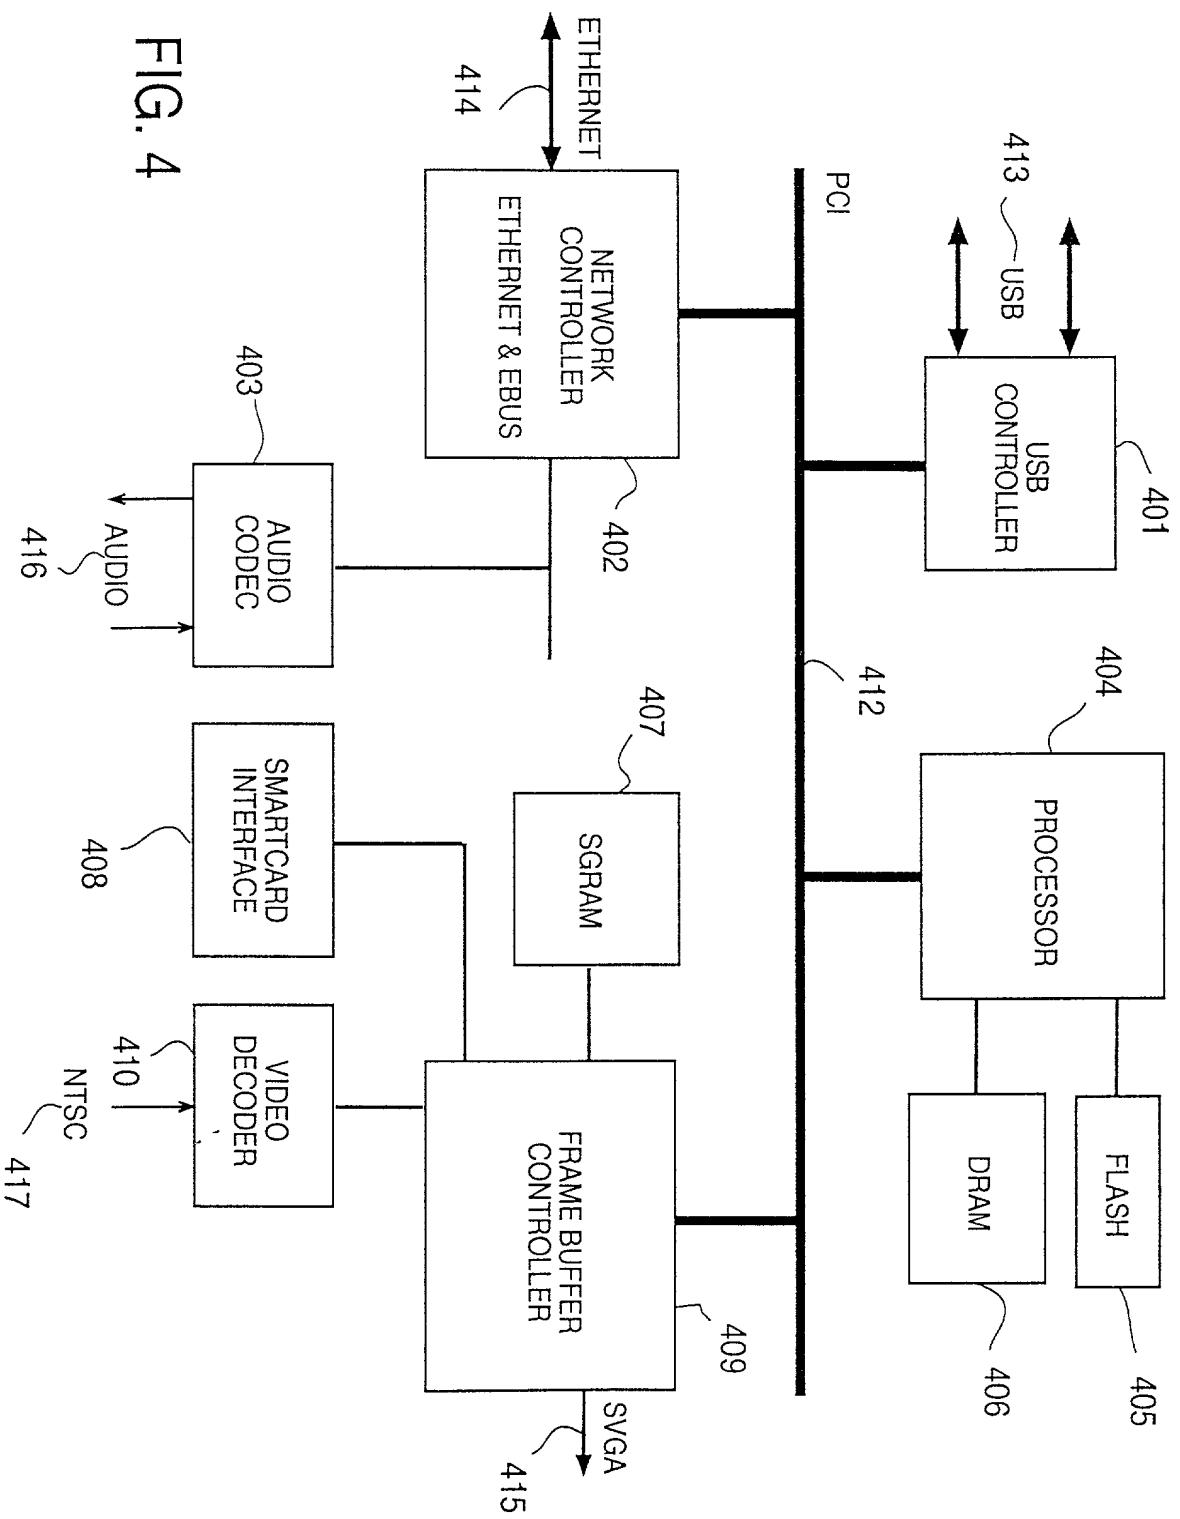 413
USB
USB
CONTROLLER
401
404
PROCESSOR
FLASH
405
DRAM
406
PCI
412
ETHERNET
414
NETWORK
CONTROLLER
ETHERNET & EBUS
402
407
SGRAM
FRAME BUFFER
CONTROLLER
409
SVGA
415
403
AUDIO
CODEC
AUDIO
416
SMARTCARD
INTERFACE
408
VIDEO
DECODER
410
NTSC
417
FIG. 4